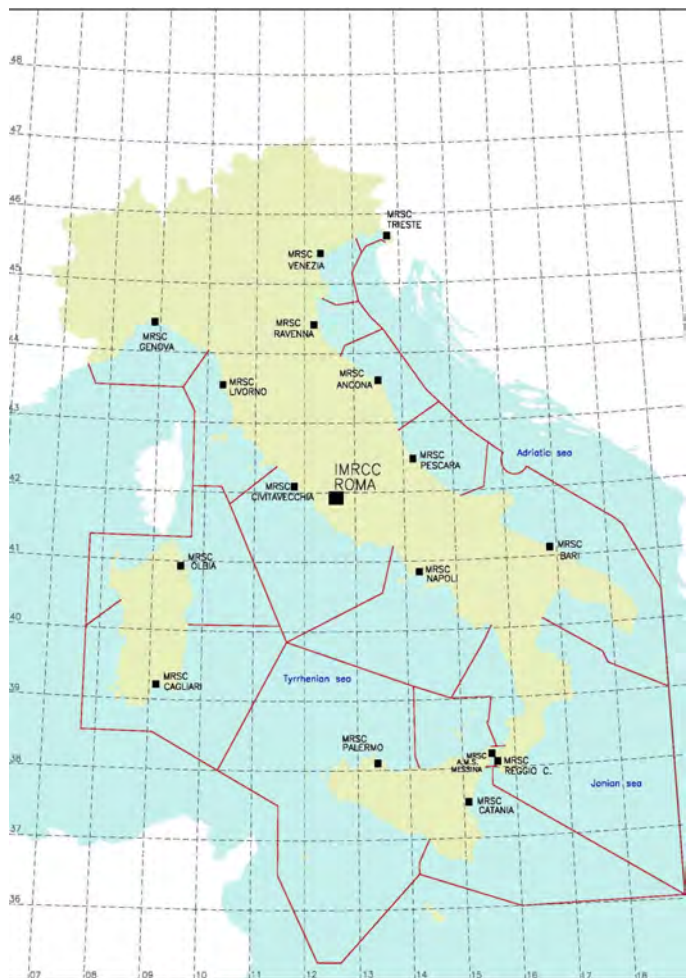 48
47
46
MRSC
TRIESTE
MRSC
VENEZIA
45
MRSC
GENOVA
MRSC
RAVENNA
44
MRSC
LIVORNO
MRSC
ANCONA
43
MRSC
PESCARA
Adriatic sea
IMRCC
ROMA
42
MRSC
CIVITAVECCHIA
MRSC
BARI
41
MRSC
OLBIA
MRSC
NAPOLI
40
MRSC
CAGLIARI
Tyrrhenian sea
39
MRSC
PALERMO
MRSC
A.M.S.
MESSINA
MRSC
REGGIO C.
38
Jonian sea
MRSC
CATANIA
37
36
07 08 09 10 11 12 13 14 15 16 17 18